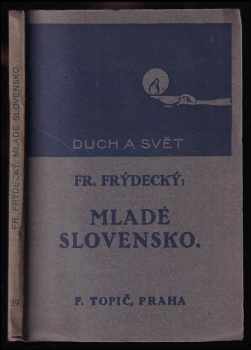 FR. FRÝDECKÝ, MLADÉ SLOVENSKO.
DUCH A SVĚT
FR. FRÝDECKÝ:
MLADÉ
SLOVENSKO.
F. TOPIČ, PRAHA